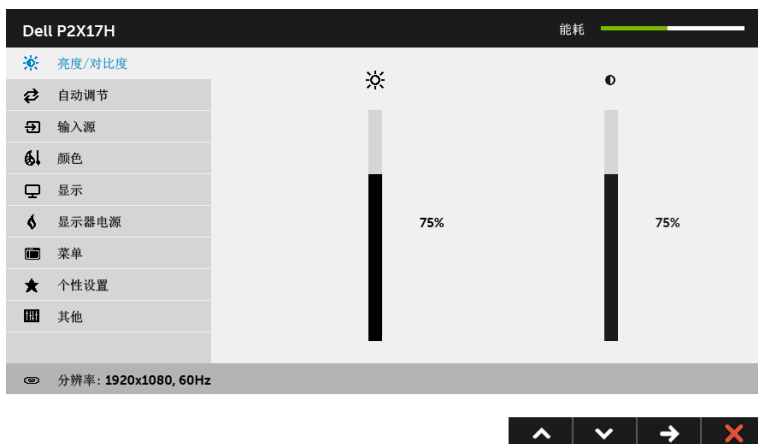 Dell P2X17H
能耗
亮度/对比度
自动调节
输入源
颜色
显示
显示器电源
菜单
个性设置
其他
75%
75%
分辨率: 1920x1080, 60Hz